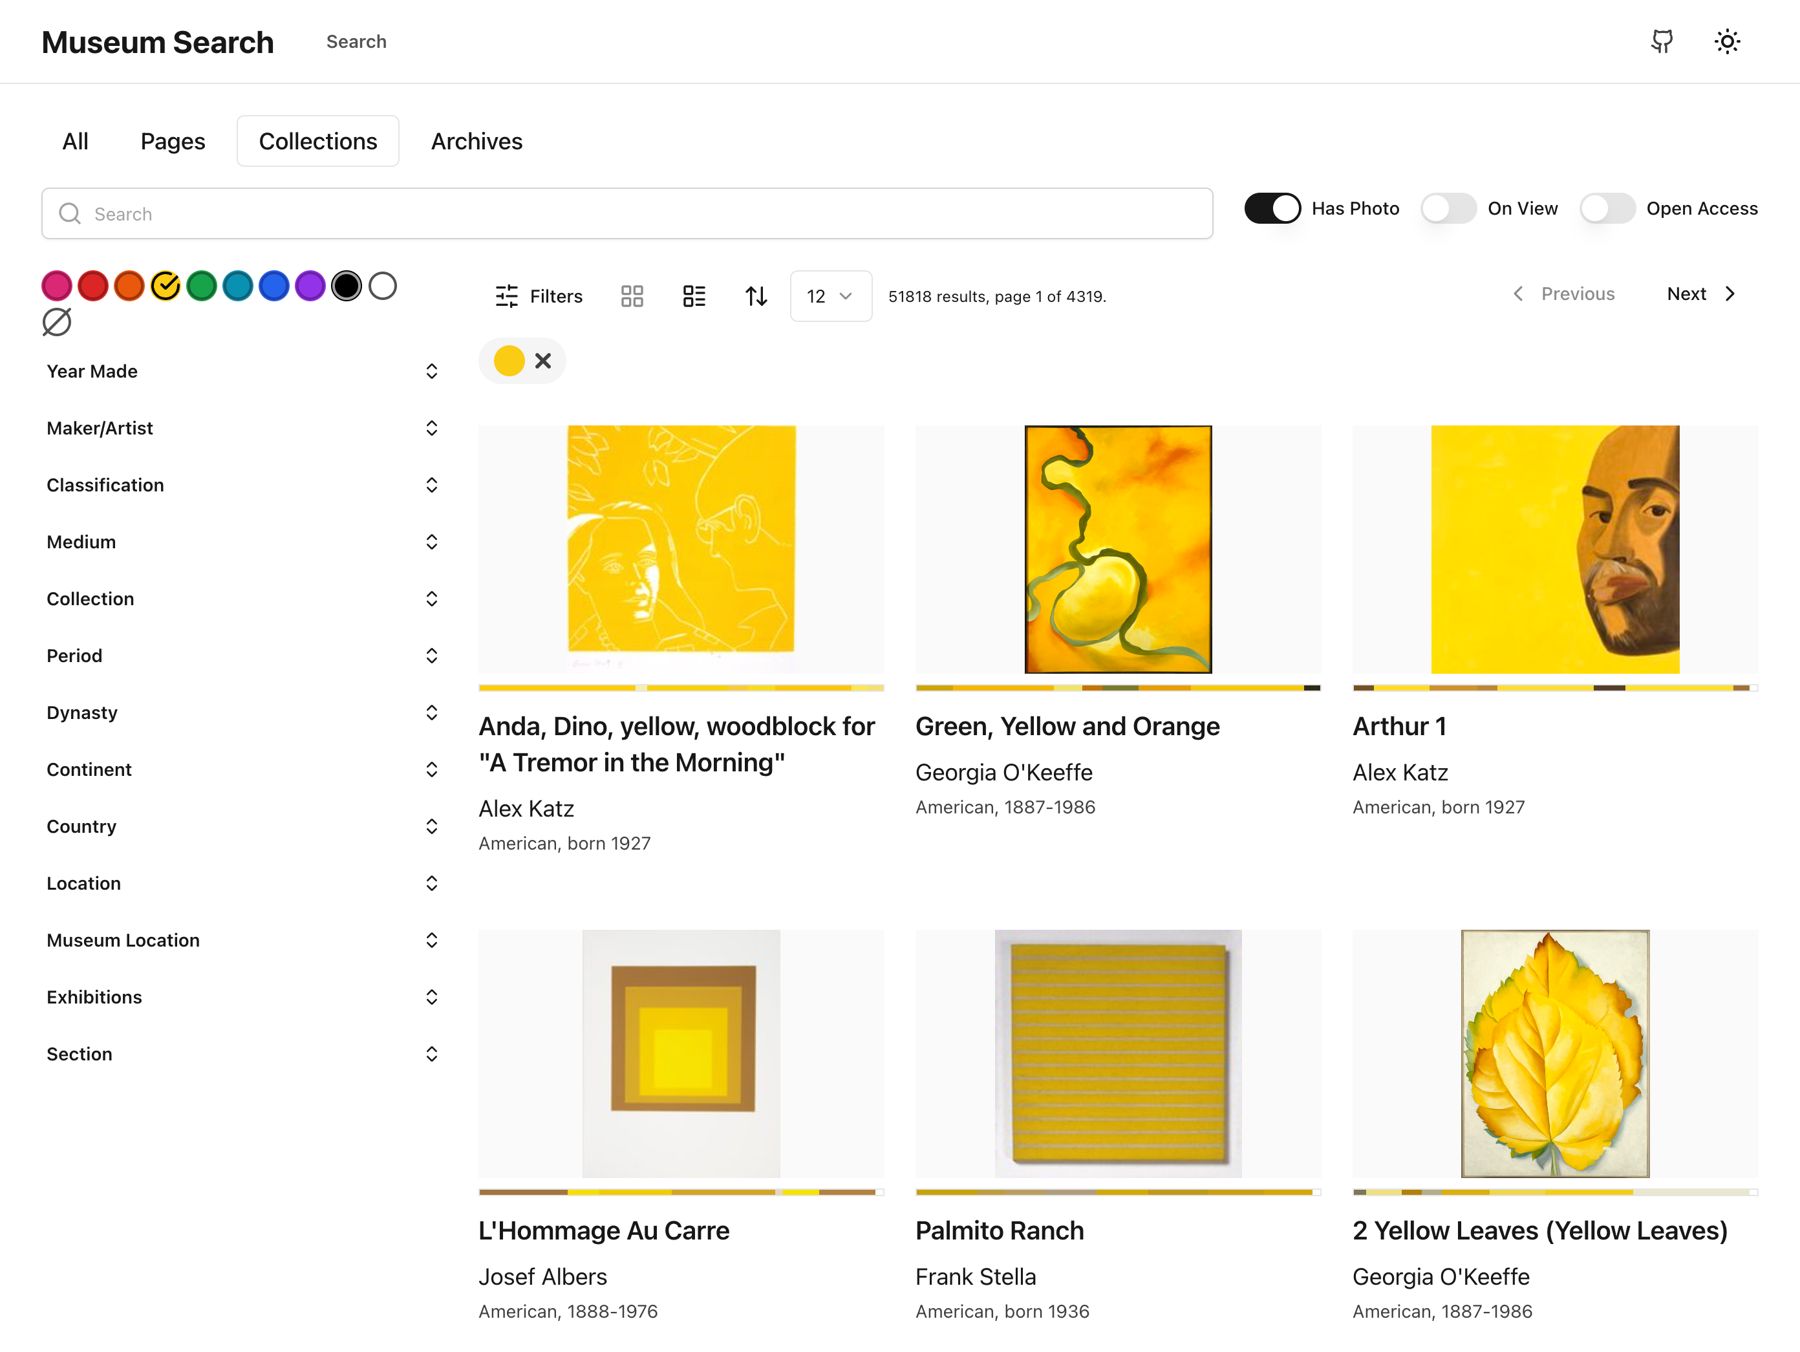 Museum Search
Search
All
Pages
Collections
Archives
Search
Has Photo
On View
Open Access
Filters
12
51818 results, page 1 of 4319.
Previous
Next
Year Made
Maker/Artist
Classification
Medium
Collection
Period
Dynasty
Continent
Country
Location
Museum Location
Exhibitions
Section
Anda, Dino, yellow, woodblock for
"A Tremor in the Morning"
Alex Katz
American, born 1927
Green, Yellow and Orange
Georgia O'Keeffe
American, 1887-1986
Arthur 1
Alex Katz
American, born 1927
L'Hommage Au Carre
Josef Albers
American, 1888-1976
Palmito Ranch
Frank Stella
American, born 1936
2 Yellow Leaves (Yellow Leaves)
Georgia O'Keeffe
American, 1887-1986